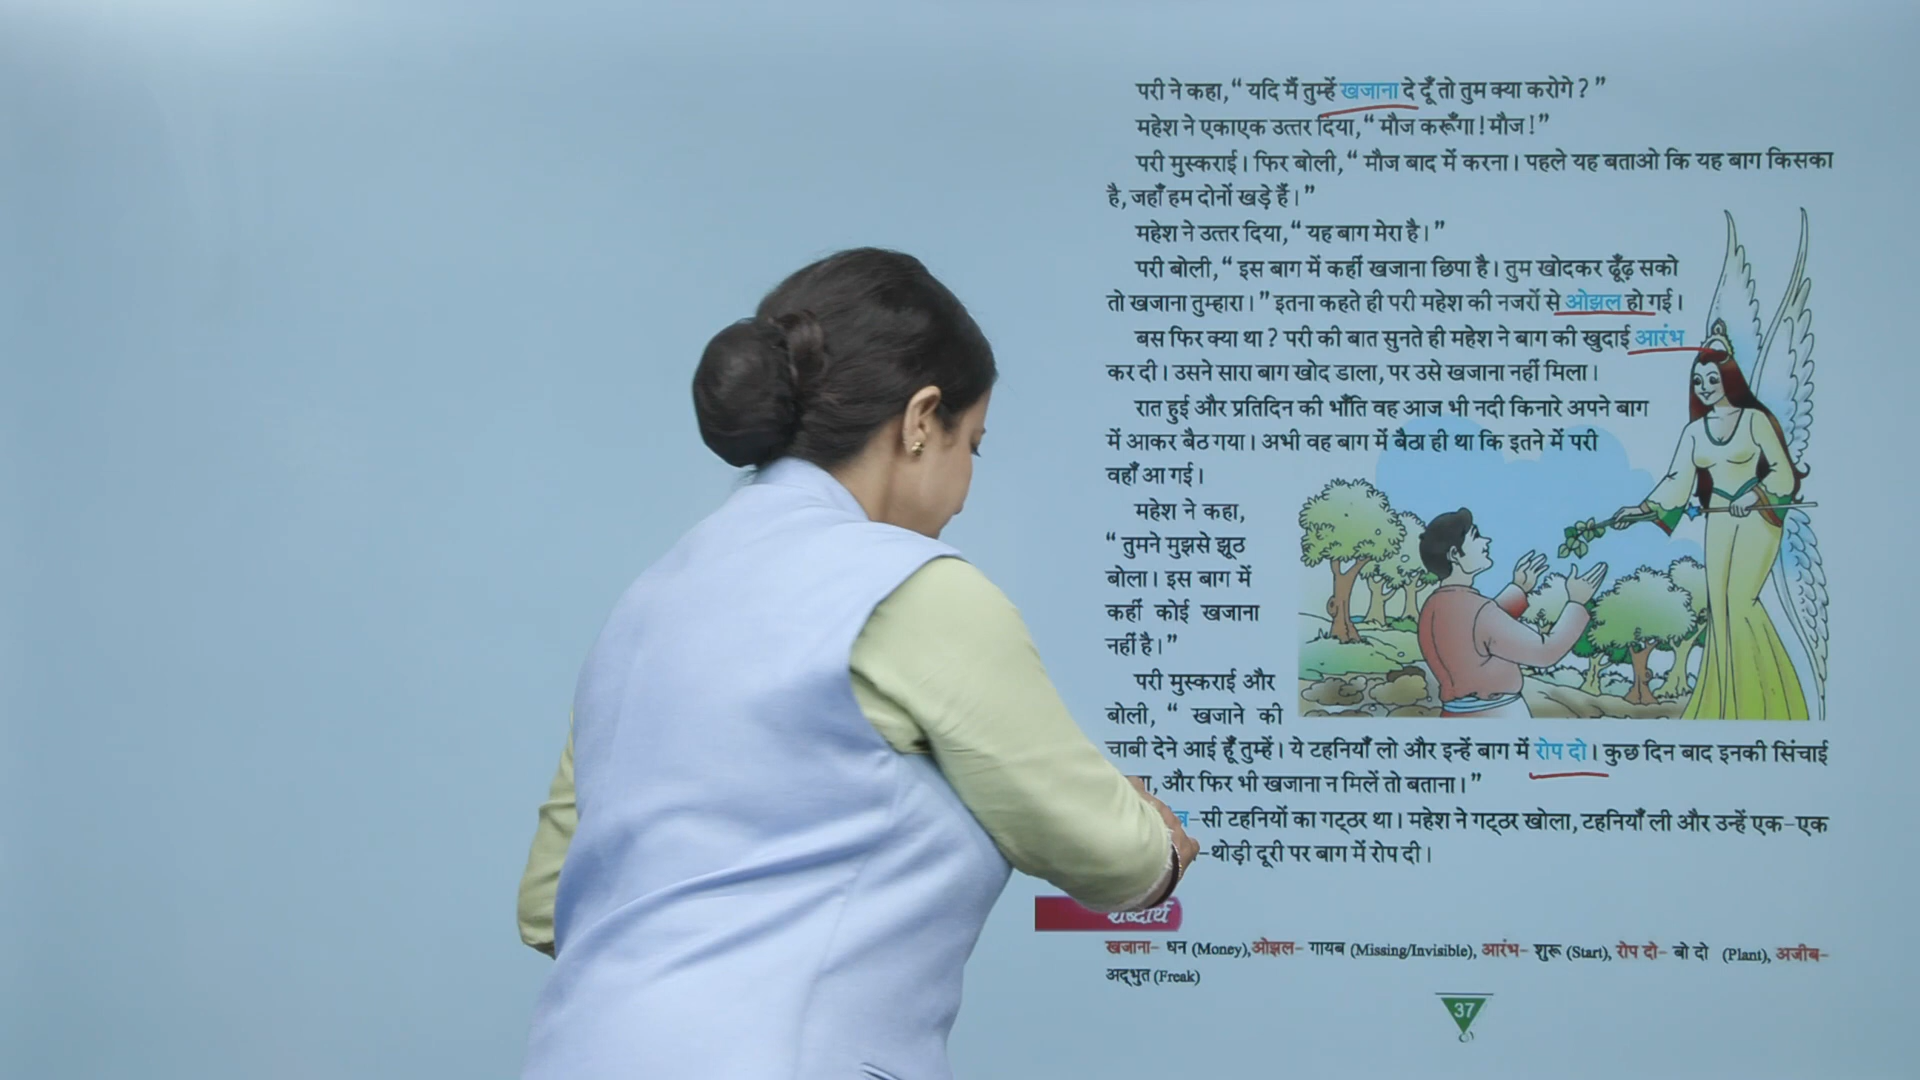 परी ने कहा, “ यदि मैं तुम्हें खजाना दे दूँ तो तुम क्या करोगे ? ”
महेश ने एकाएक उत्तर दिया, “ मौज करूँगा ! मौज ! ”
परी मुस्कराई। फिर बोली, “ मौज बाद में करना। पहले यह बताओ कि यह बाग किसका
है, जहाँ हम दोनों खड़े हैं। ”
महेश ने उत्तर दिया, “ यह बाग मेरा है। ”
परी बोली, “ इस बाग में कहीं खजाना छिपा है। तुम खोदकर ढूँढ़ सको
तो खजाना तुम्हारा। ” इतना कहते ही परी महेश की नजरों से ओझल हो गई।
बस फिर क्या था ? परी की बात सुनते ही महेश ने बाग की खुदाई आरंभ
कर दी। उसने सारा बाग खोद डाला, पर उसे खजाना नहीं मिला।
रात हुई और प्रतिदिन की भाँति वह आज भी नदी किनारे अपने बाग
में आकर बैठ गया। अभी वह बाग में बैठा ही था कि इतने में परी
वहाँ आ गई।
महेश ने कहा,
“ तुमने मुझसे झूठ
बोला। इस बाग में
कहीं कोई खजाना
नहीं है। ”
परी मुस्कराई और
बोली, “ खजाने की
चाबी देने आई हूँ तुम्हें। ये टहनियाँ लो और इन्हें बाग में रोप दो। कुछ दिन बाद इनकी सिंचाई
और फिर भी खजाना न मिलें तो बताना। ”
–सी टहनियों का गट्ठर था। महेश ने गट्ठर खोला, टहनियाँ ली और उन्हें एक–एक
–थोड़ी दूरी पर बाग में रोप दी।
शब्दार्थ
खजाना– धन (Money), ओझल– गायब (Missing/Invisible), आरंभ– शुरू (Start), रोप दो– बो दो (Plant), अजीब–
अद्भुत (Freak)
37